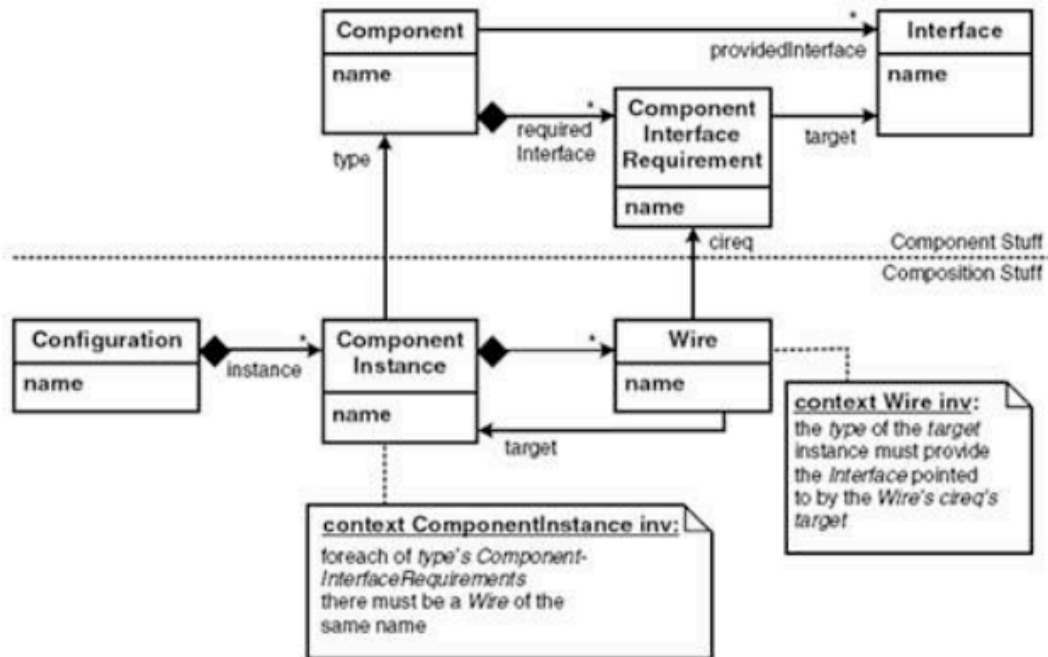 Component
name
*
providedInterface
Interface
name
*
required
Interface
Component
Interface
Requirement
name
target
type
cireq
Component Stuff
Composition Stuff
Configuration
name
*
instance
Component
Instance
name
*
Wire
name
target
context Wire inv:
the type of the target
instance must provide
the Interface pointed
to by the Wire's cireq's
target
context ComponentInstance inv:
foreach of type's Component-
InterfaceRequirements
there must be a Wire of the
same name